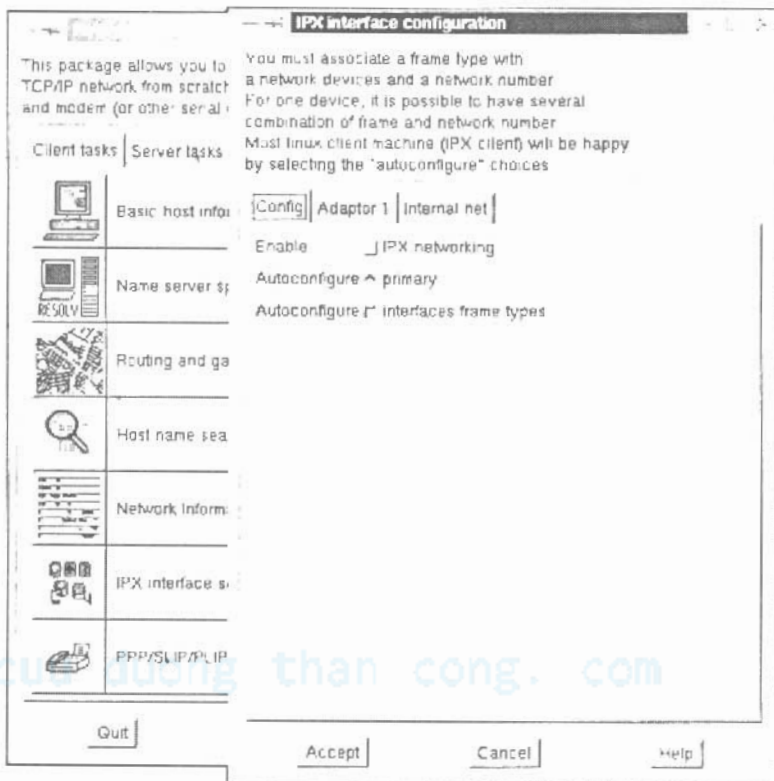 This package allows you to
TCP/IP network from scratch
and modem (or other serial
Client tasks Server tasks
Basic host infor
Name server sp
RESOLV
Routing and ga
Host name sea
Network Inform
IPX interface s
PPP/SLIP/PLIP
Quit
IPX interface configuration
You must associate a frame type with
a network devices and a network number
For one device, it is possible to have several
combination of frame and network number
Most linux client machine (IPX client) will be happy
by selecting the "autoconfigure" choices
Config Adaptor 1 Internal net
Enable IPX networking
Autoconfigure primary
Autoconfigure interfaces frame types
Accept Cancel Help
cuu duong than cong. com